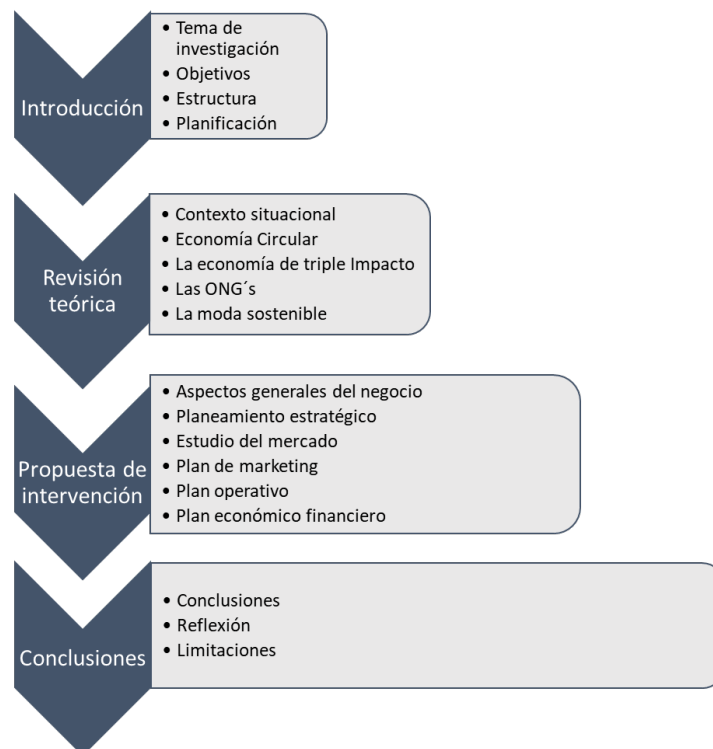 Introducción
• Tema de
investigación
• Objetivos
• Estructura
• Planificación
Revisión
teórica
• Contexto situacional
• Economía Circular
• La economía de triple Impacto
• Las ONG´s
• La moda sostenible
Propuesta de
intervención
• Aspectos generales del negocio
• Planeamiento estratégico
• Estudio del mercado
• Plan de marketing
• Plan operativo
• Plan económico financiero
Conclusiones
• Conclusiones
• Reflexión
• Limitaciones